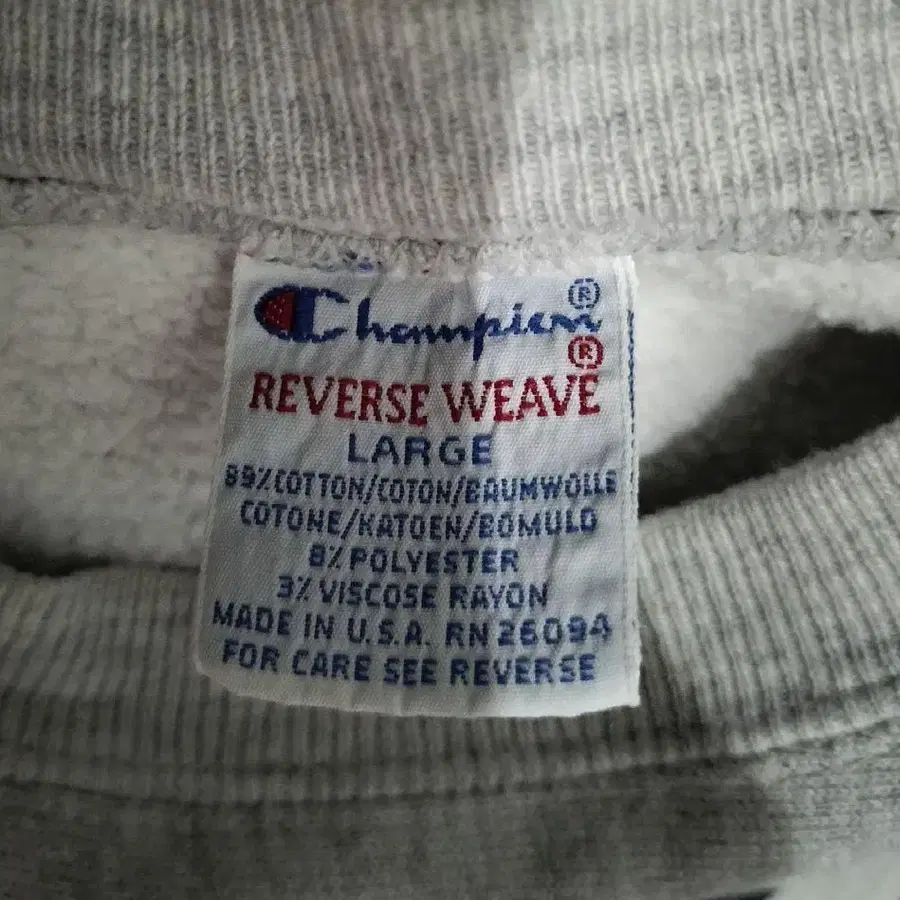 Champion®
REVERSE WEAVE®
LARGE
89% COTTON/COTON/BAUMWOLLE
COTONE/KATOEN/BOMULD
8% POLYESTER
3% VISCOSE RAYON
MADE IN U.S.A. RN 26094
FOR CARE SEE REVERSE